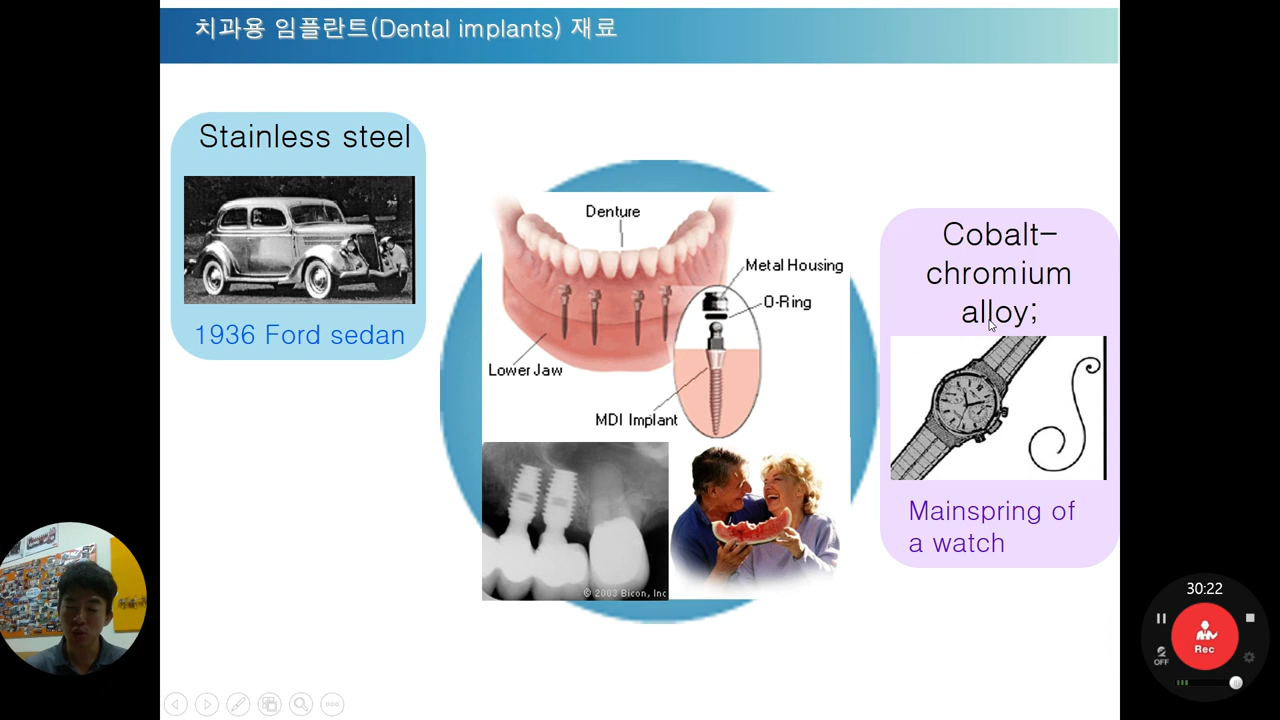 치과용 임플란트(Dental implants) 재료
Stainless steel
1936 Ford sedan
Denture
Metal Housing
O-Ring
Lower Jaw
MDI Implant
© 2003 Bicon, Inc
Cobalt-
chromium
alloy;
Mainspring of
a watch
30:22
Rec
OFF